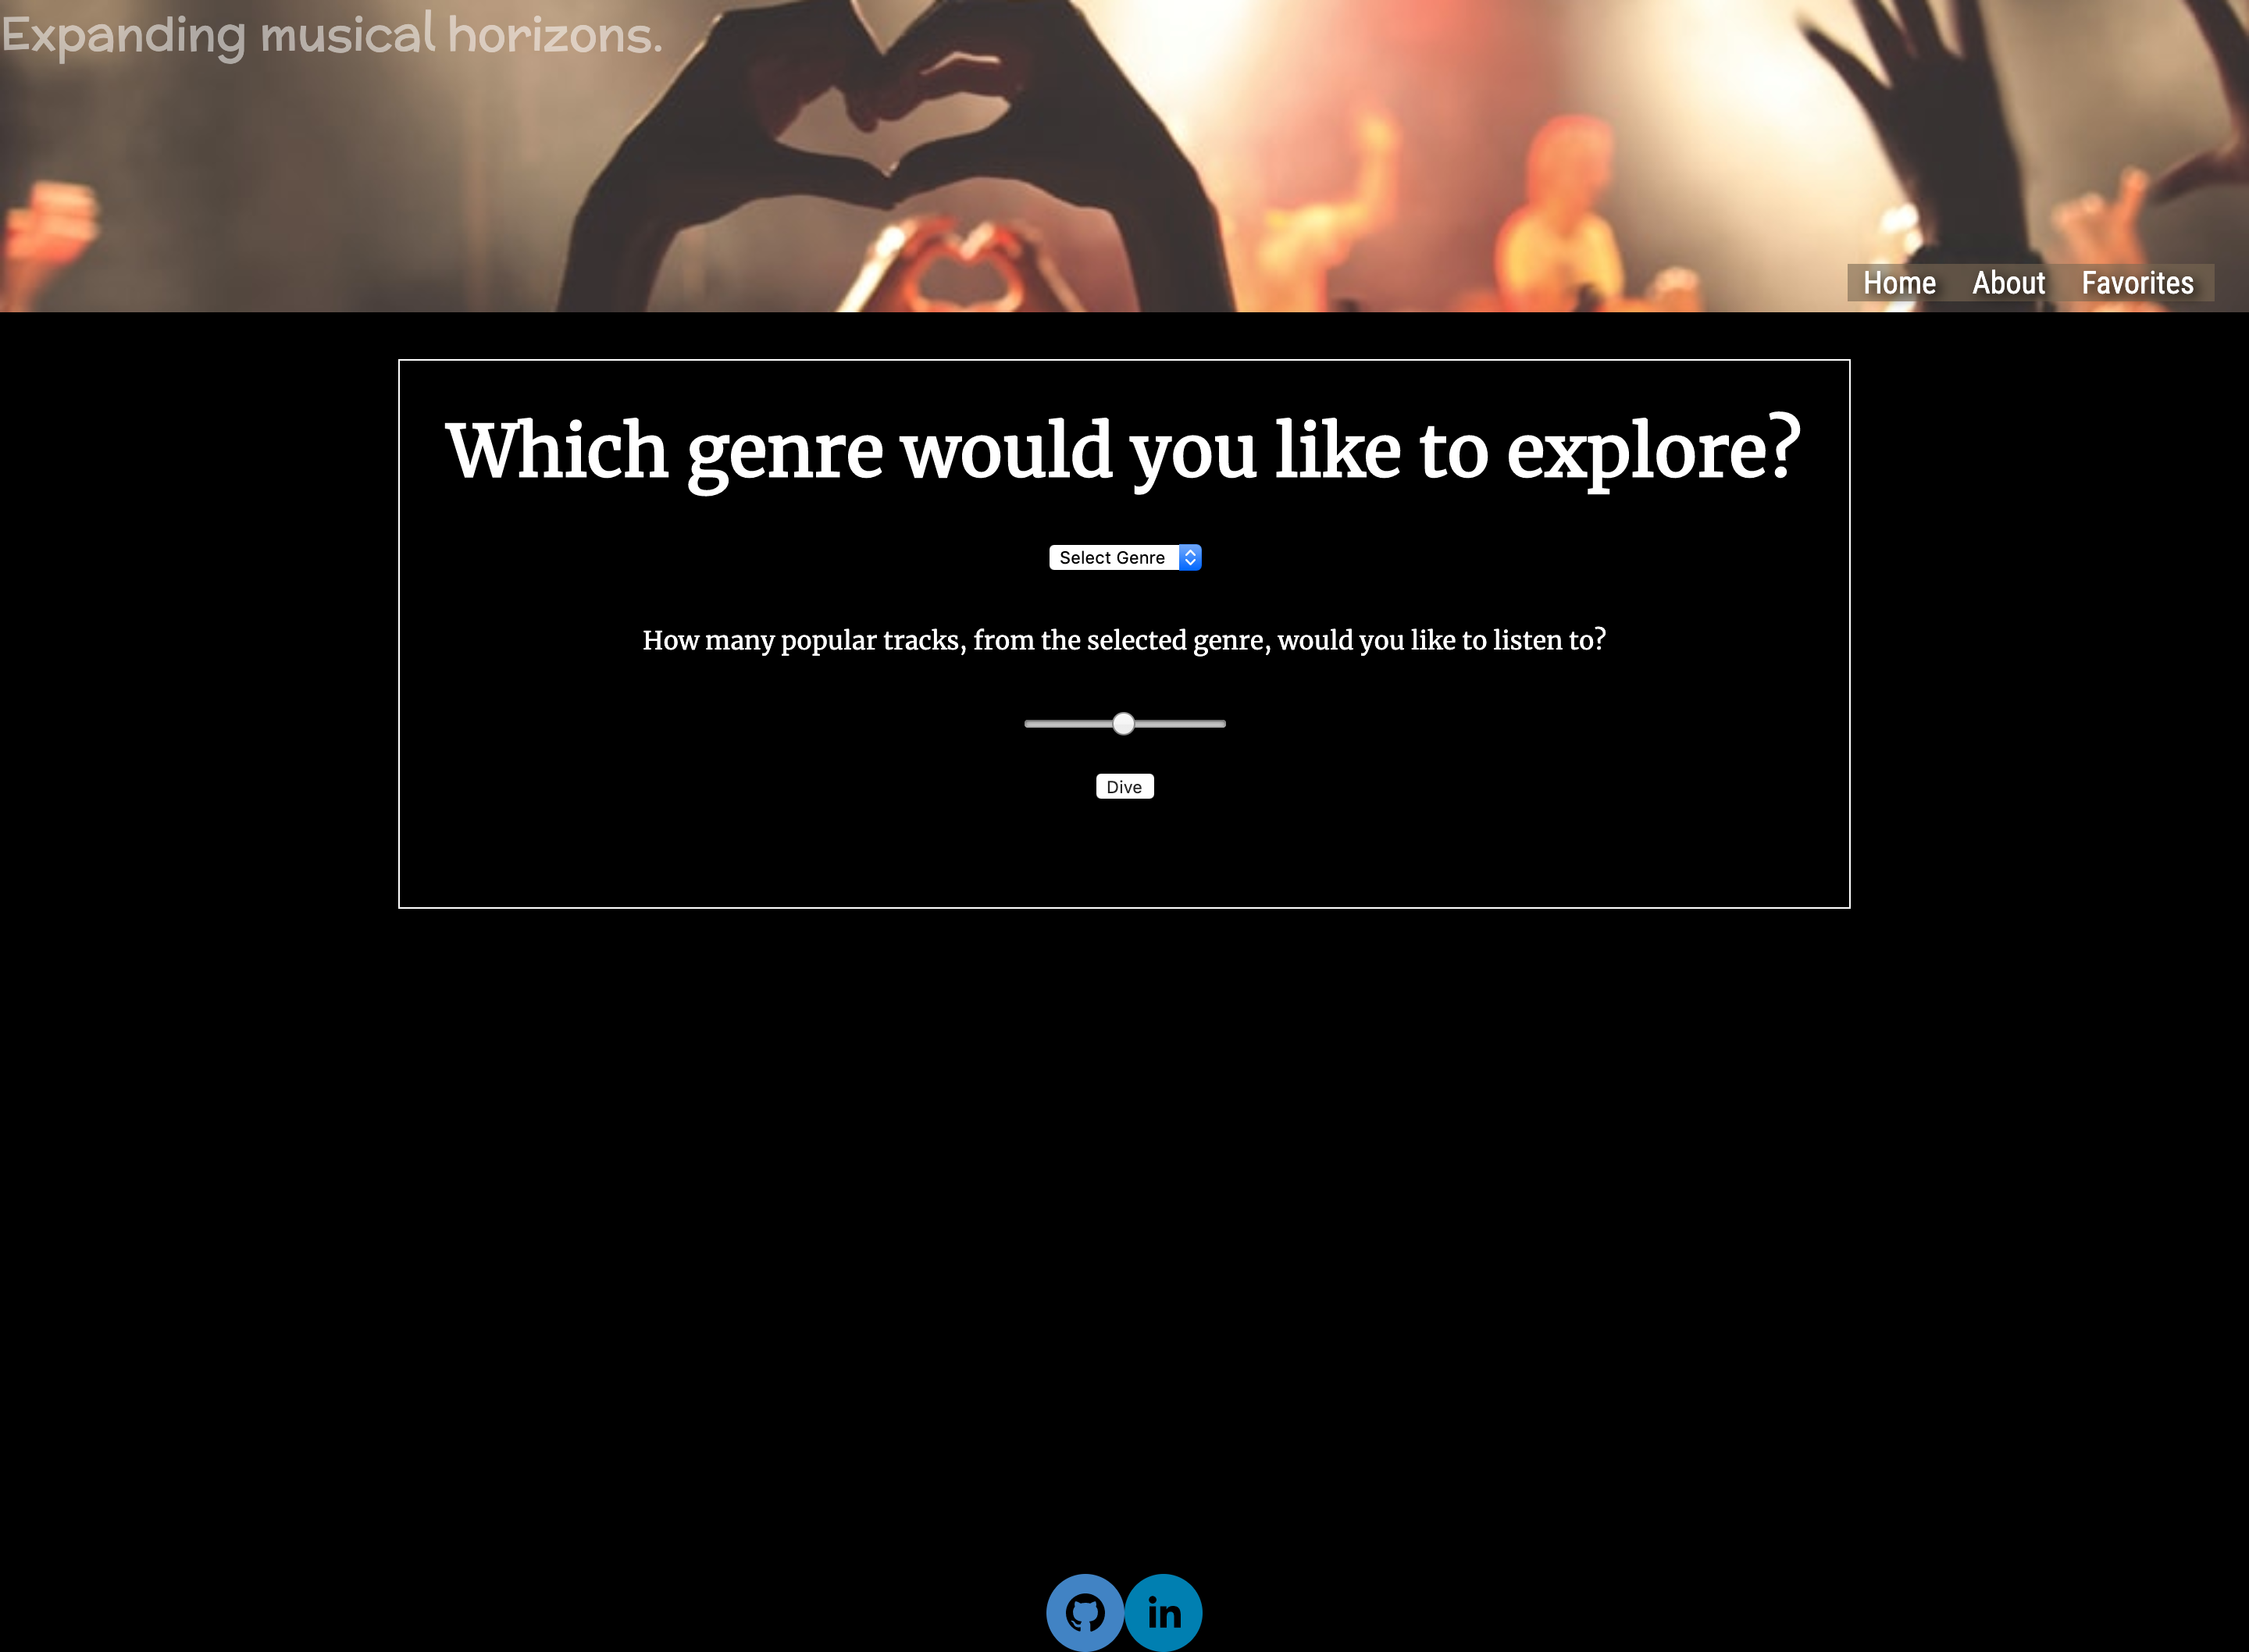 Expanding musical horizons.
Home About Favorites
Which genre would you like to explore?
Select Genre
How many popular tracks, from the selected genre, would you like to listen to?
Dive
in